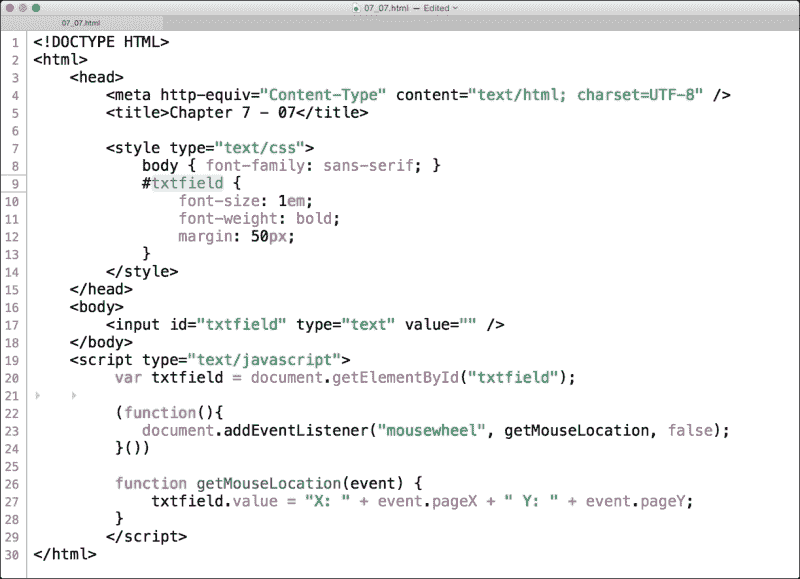 07_07.html — Edited
07_07.html
1 <!DOCTYPE HTML>
2 <html>
3 <head>
4 <meta http-equiv="Content-Type" content="text/html; charset=UTF-8" />
5 <title>Chapter 7 - 07</title>
6
7 <style type="text/css">
8 body { font-family: sans-serif; }
9 #txtfield {
10 font-size: 1em;
11 font-weight: bold;
12 margin: 50px;
13 }
14 </style>
15 </head>
16 <body>
17 <input id="txtfield" type="text" value="" />
18 </body>
19 <script type="text/javascript">
20 var txtfield = document.getElementById("txtfield");
21
22 (function(){
23 document.addEventListener("mousewheel", getMouseLocation, false);
24 }())
25
26 function getMouseLocation(event) {
27 txtfield.value = "X: " + event.pageX + " Y: " + event.pageY;
28 }
29 </script>
30 </html>